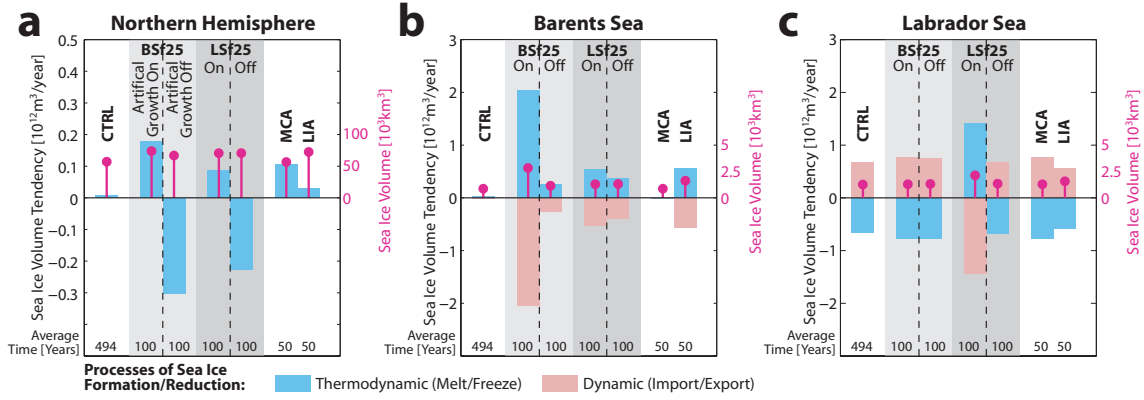 a Northern Hemisphere
Sea Ice Volume Tendency [10¹²m³/year]
0.5
0.4
0.3
0.2
0.1
0
−0.1
−0.2
−0.3
BSf25
LSf25
On Off
Artifical
Growth On
Artifical
Growth Off
CTRL
MCA
LIA
100
50
0
Sea Ice Volume [10³km³]
Average
Time [Years]
494 100 100 100 100 50 50
b Barents Sea
Sea Ice Volume Tendency [10¹²m³/year]
3
2
1
0
−1
−2
BSf25 LSf25
On Off On Off
CTRL
MCA
LIA
5
2.5
0
Sea Ice Volume [10³km³]
Average
Time [Years]
494 100 100 100 100 50 50
c Labrador Sea
Sea Ice Volume Tendency [10¹²m³/year]
3
2
1
0
−1
−2
BSf25 LSf25
On Off On Off
CTRL
MCA
LIA
5
2.5
0
Sea Ice Volume [10³km³]
Average
Time [Years]
494 100 100 100 100 50 50
Processes of Sea Ice
Formation/Reduction:
Thermodynamic (Melt/Freeze)
Dynamic (Import/Export)